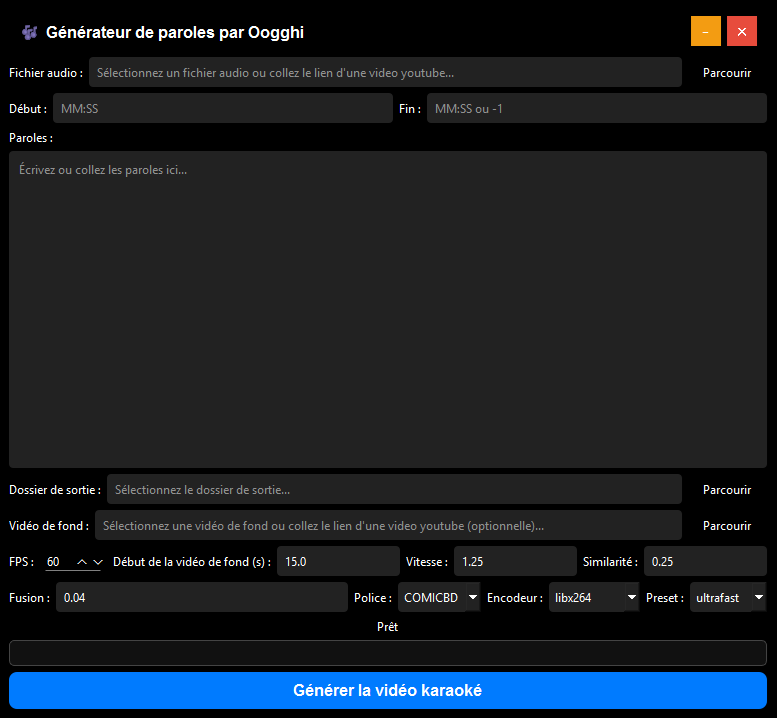 Générateur de paroles par Oogghi
Fichier audio : Sélectionnez un fichier audio ou collez le lien d'une video youtube... Parcourir
Début : MM:SS Fin : MM:SS ou -1
Paroles :
Écrivez ou collez les paroles ici...
Dossier de sortie : Sélectionnez le dossier de sortie... Parcourir
Vidéo de fond : Sélectionnez une vidéo de fond ou collez le lien d'une video youtube (optionnelle)... Parcourir
FPS : 60 Début de la vidéo de fond (s) : 15.0 Vitesse : 1.25 Similarité : 0.25
Fusion : 0.04 Police : COMICBD Encodeur : libx264 Preset : ultrafast
Prêt
Générer la vidéo karaoké